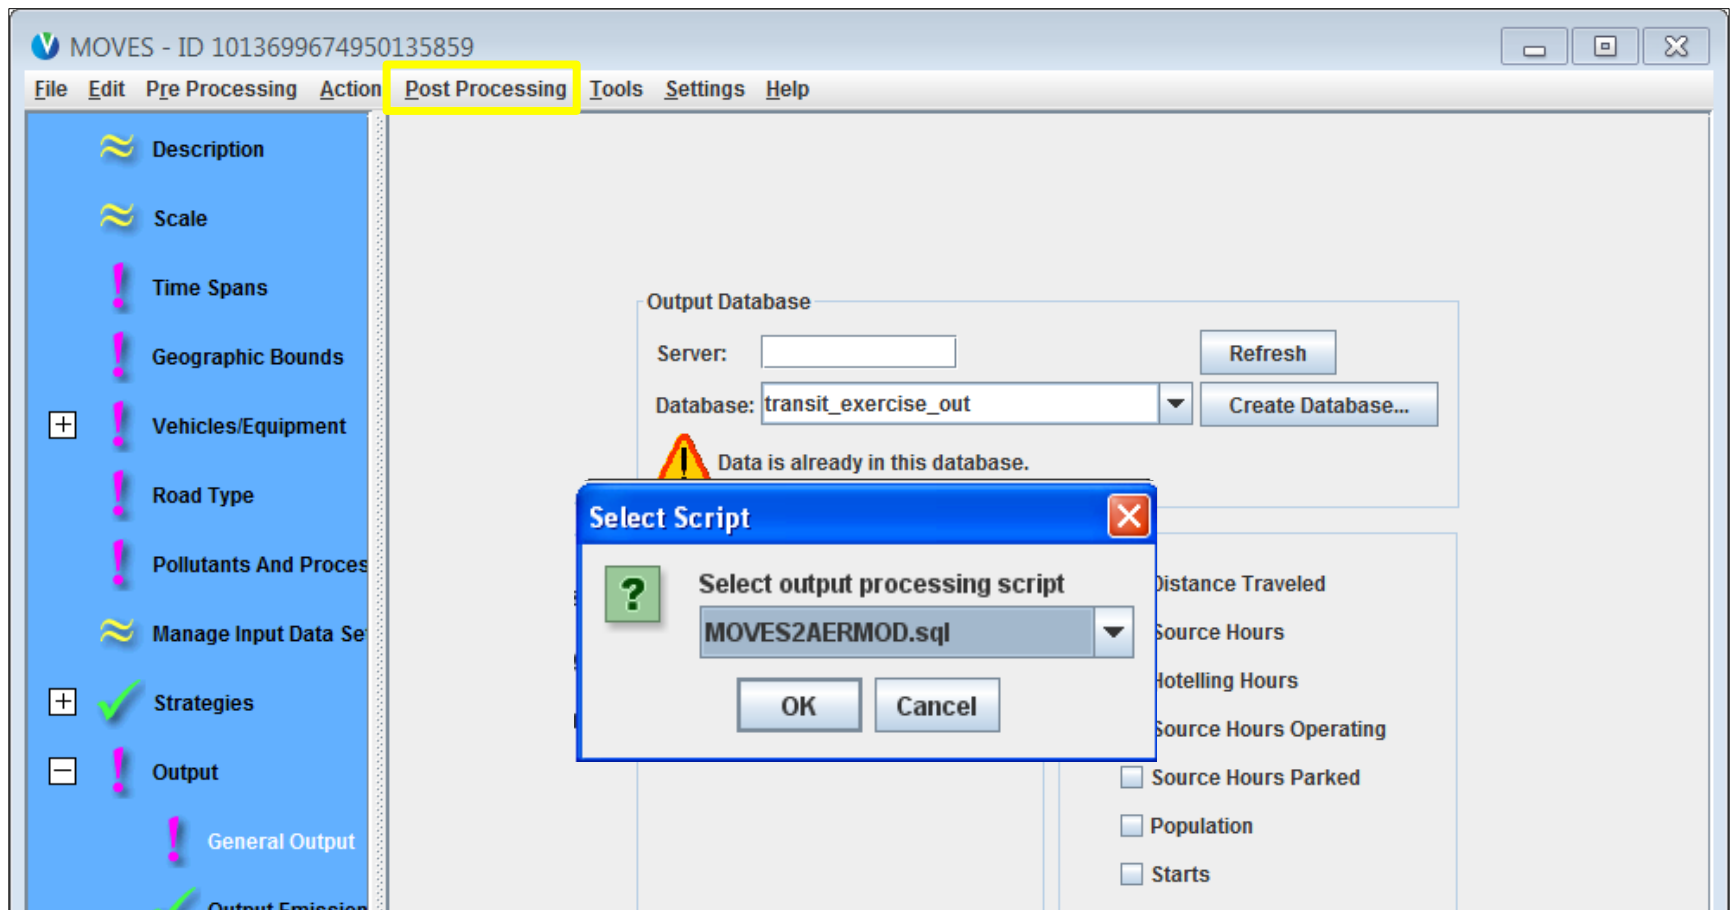 MOVES - ID 1013699674950135859
File Edit Pre Processing Action Post Processing Tools Settings Help
Description
Scale
Time Spans
Geographic Bounds
Vehicles/Equipment
Road Type
Pollutants And Proces
Manage Input Data Se
Strategies
Output
General Output
Output Emission
Output Database
Server:
Refresh
Database: transit_exercise_out
Create Database...
Data is already in this database.
Select Script
Select output processing script
MOVES2AERMOD.sql
OK
Cancel
Distance Traveled
Source Hours
Hotelling Hours
Source Hours Operating
Source Hours Parked
Population
Starts